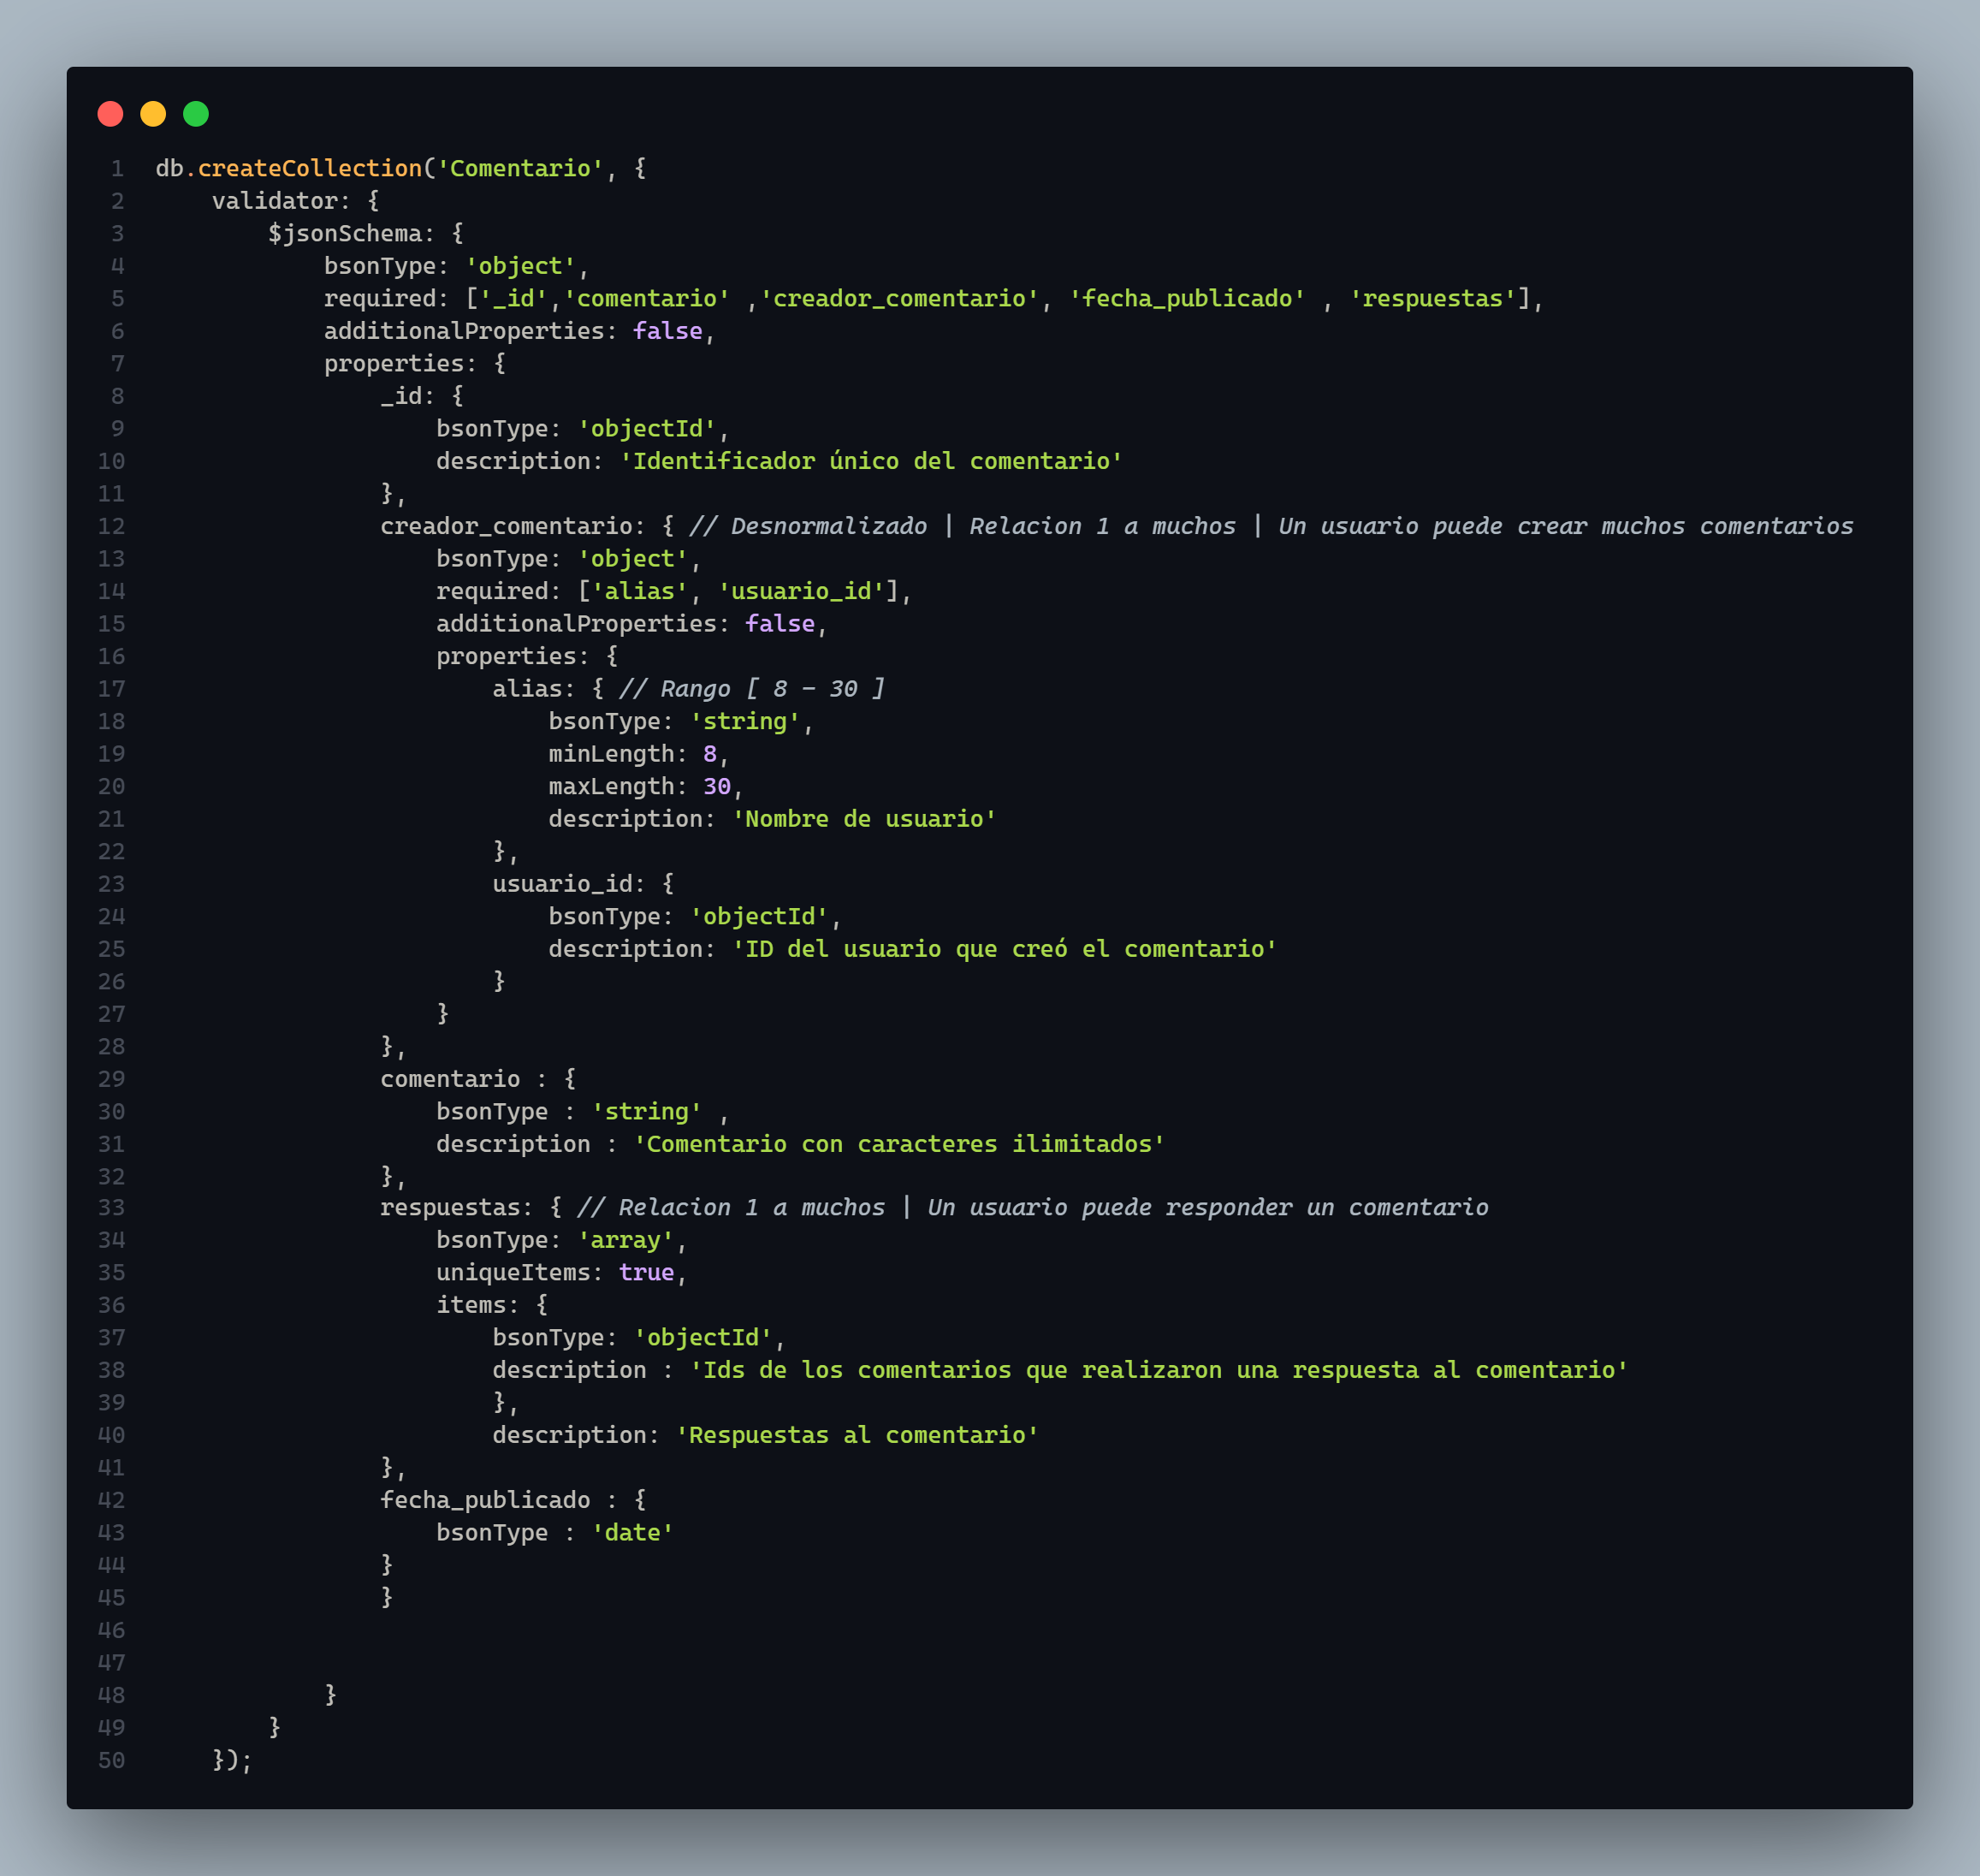 1 db.createCollection('Comentario', {
2     validator: {
3         $jsonSchema: {
4             bsonType: 'object',
5             required: ['_id','comentario' ,'creador_comentario', 'fecha_publicado' , 'respuestas'],
6             additionalProperties: false,
7             properties: {
8                 _id: {
9                     bsonType: 'objectId',
10                     description: 'Identificador único del comentario'
11                 },
12                 creador_comentario: { // Desnormalizado | Relacion 1 a muchos | Un usuario puede crear muchos comentarios
13                     bsonType: 'object',
14                     required: ['alias', 'usuario_id'],
15                     additionalProperties: false,
16                     properties: {
17                         alias: { // Rango [ 8 - 30 ]
18                             bsonType: 'string',
19                             minLength: 8,
20                             maxLength: 30,
21                             description: 'Nombre de usuario'
22                         },
23                         usuario_id: {
24                             bsonType: 'objectId',
25                             description: 'ID del usuario que creó el comentario'
26                         }
27                     }
28                 },
29                 comentario : {
30                     bsonType : 'string' ,
31                     description : 'Comentario con caracteres ilimitados'
32                 },
33                 respuestas: { // Relacion 1 a muchos | Un usuario puede responder un comentario
34                     bsonType: 'array',
35                     uniqueItems: true,
36                     items: {
37                         bsonType: 'objectId',
38                         description : 'Ids de los comentarios que realizaron una respuesta al comentario'
39                         },
40                         description: 'Respuestas al comentario'
41                 },
42                 fecha_publicado : {
43                     bsonType : 'date'
44                 }
45                 }
46
47
48             }
49         }
50     });